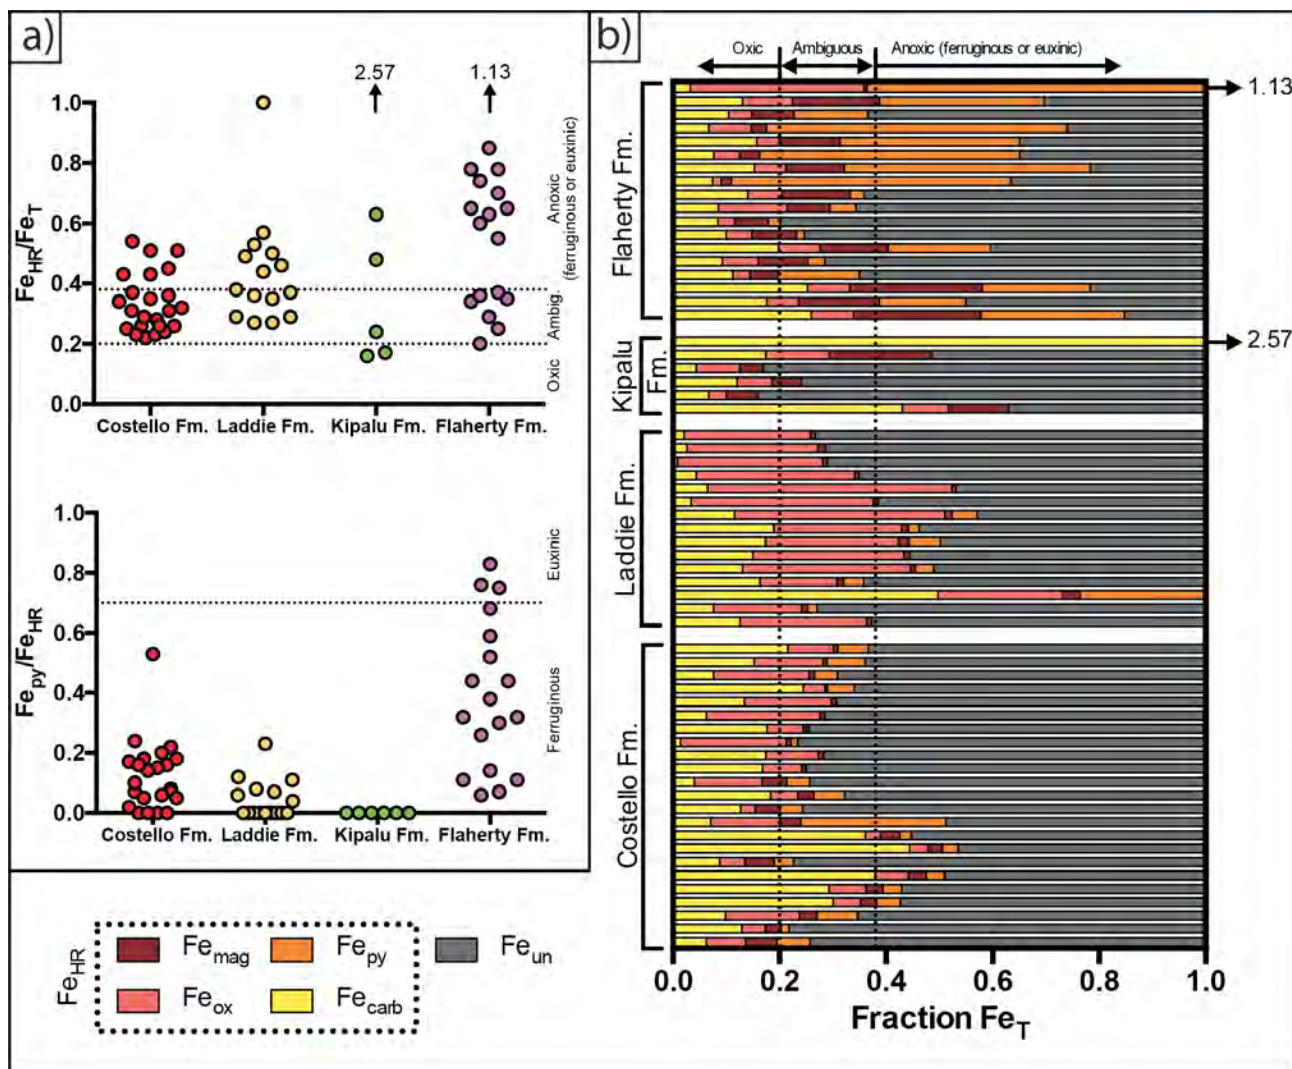 a)
2.57
1.13
1.0
0.8
0.6
0.4
0.2
0.0
FeHR/FeT
Anoxic
(ferruginous or euxinic)
Ambig.
Oxic
Costello Fm.
Laddie Fm.
Kipalu Fm.
Flaherty Fm.
1.0
0.8
0.6
0.4
0.2
0.0
Fepy/FeHR
Euxinic
Ferruginous
Costello Fm.
Laddie Fm.
Kipalu Fm.
Flaherty Fm.
FeHR
Femag
Fepy
Feun
Feox
Fecarb
b)
Oxic
Ambiguous
Anoxic (ferruginous or euxinic)
1.13
2.57
Flaherty Fm.
Kipalu
Fm.
Laddie Fm.
Costello Fm.
0.0
0.2
0.4
0.6
0.8
1.0
Fraction FeT